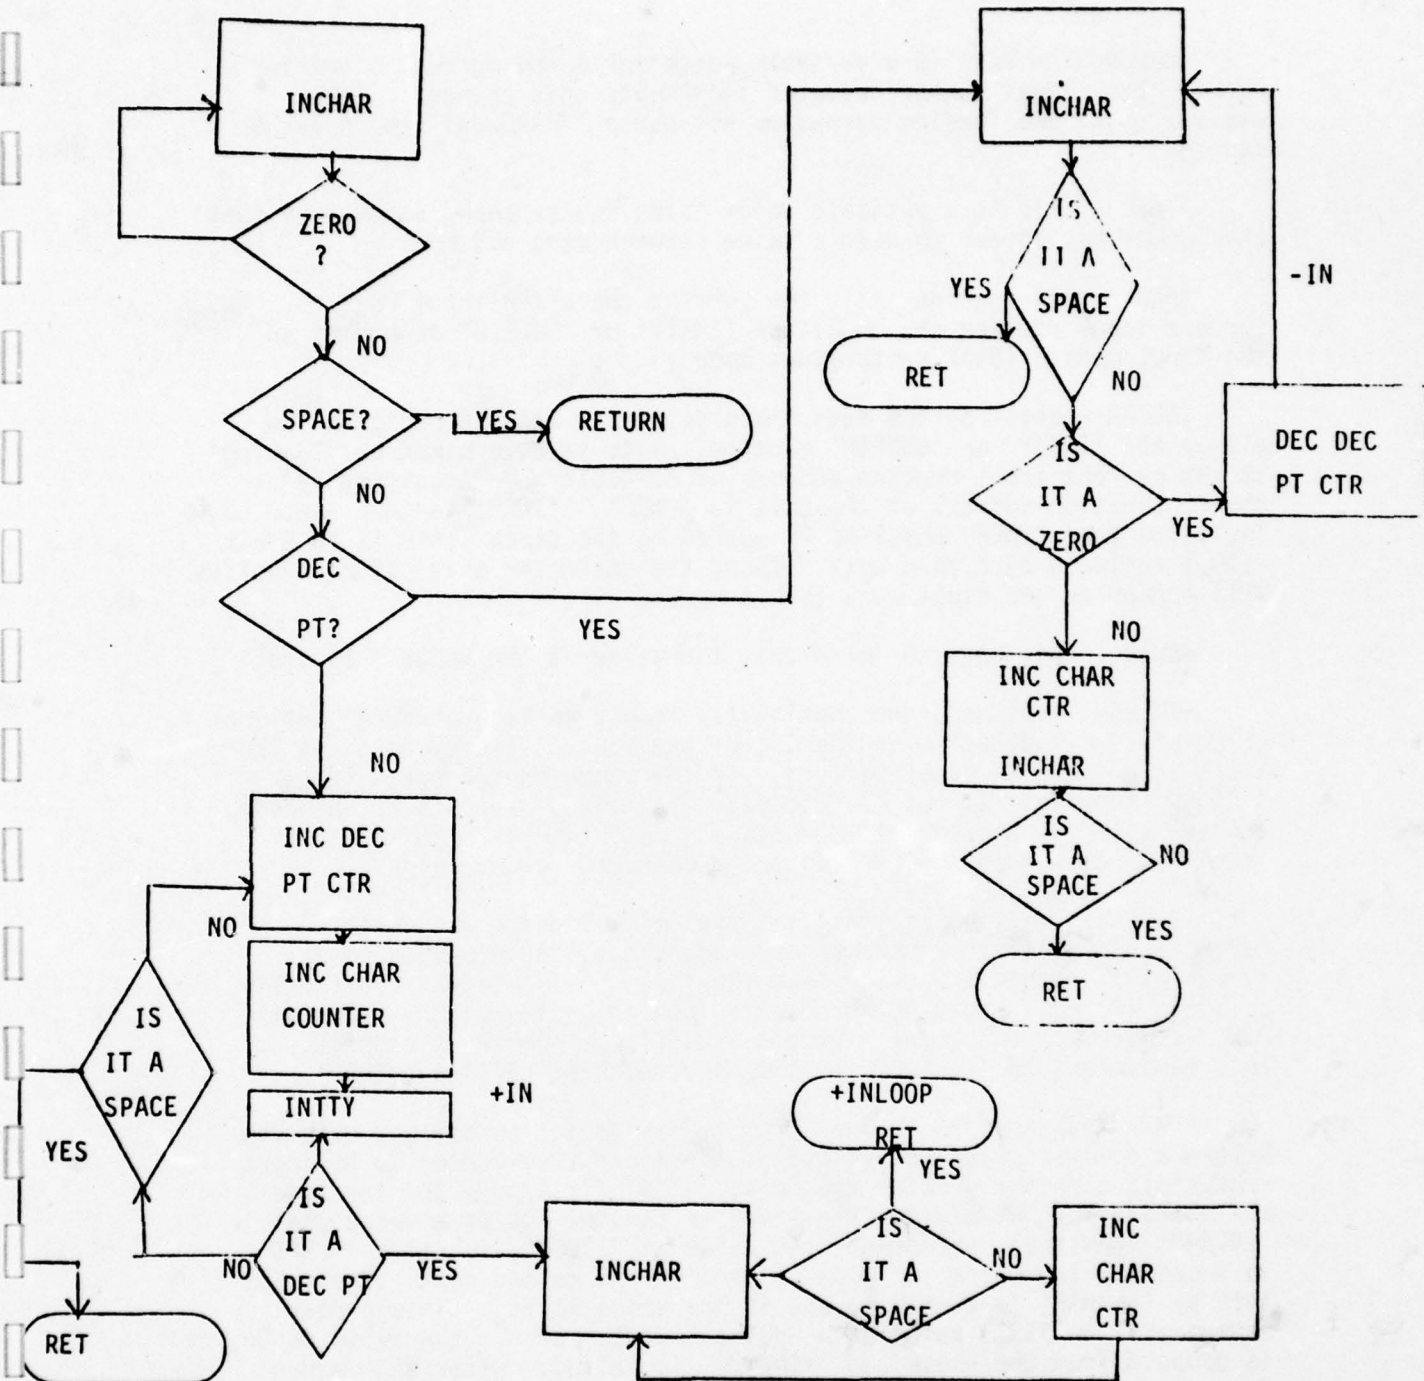 INCHAR
ZERO
?
NO
SPACE?
YES
RETURN
NO
DEC
PT?
YES
NO
INC DEC
PT CTR
NO
INC CHAR
COUNTER
IS
IT A
SPACE
YES
INTTY
+IN
IS
IT A
DEC PT
NO
YES
RET
INCHAR
+INLOOP
RET
YES
IS
IT A
SPACE
NO
INC
CHAR
CTR
INCHAR
IS
IT A
SPACE
YES
RET
NO
-IN
DEC DEC
PT CTR
IS
IT A
ZERO
YES
NO
INC CHAR
CTR
INCHAR
IS
IT A
SPACE
NO
YES
RET